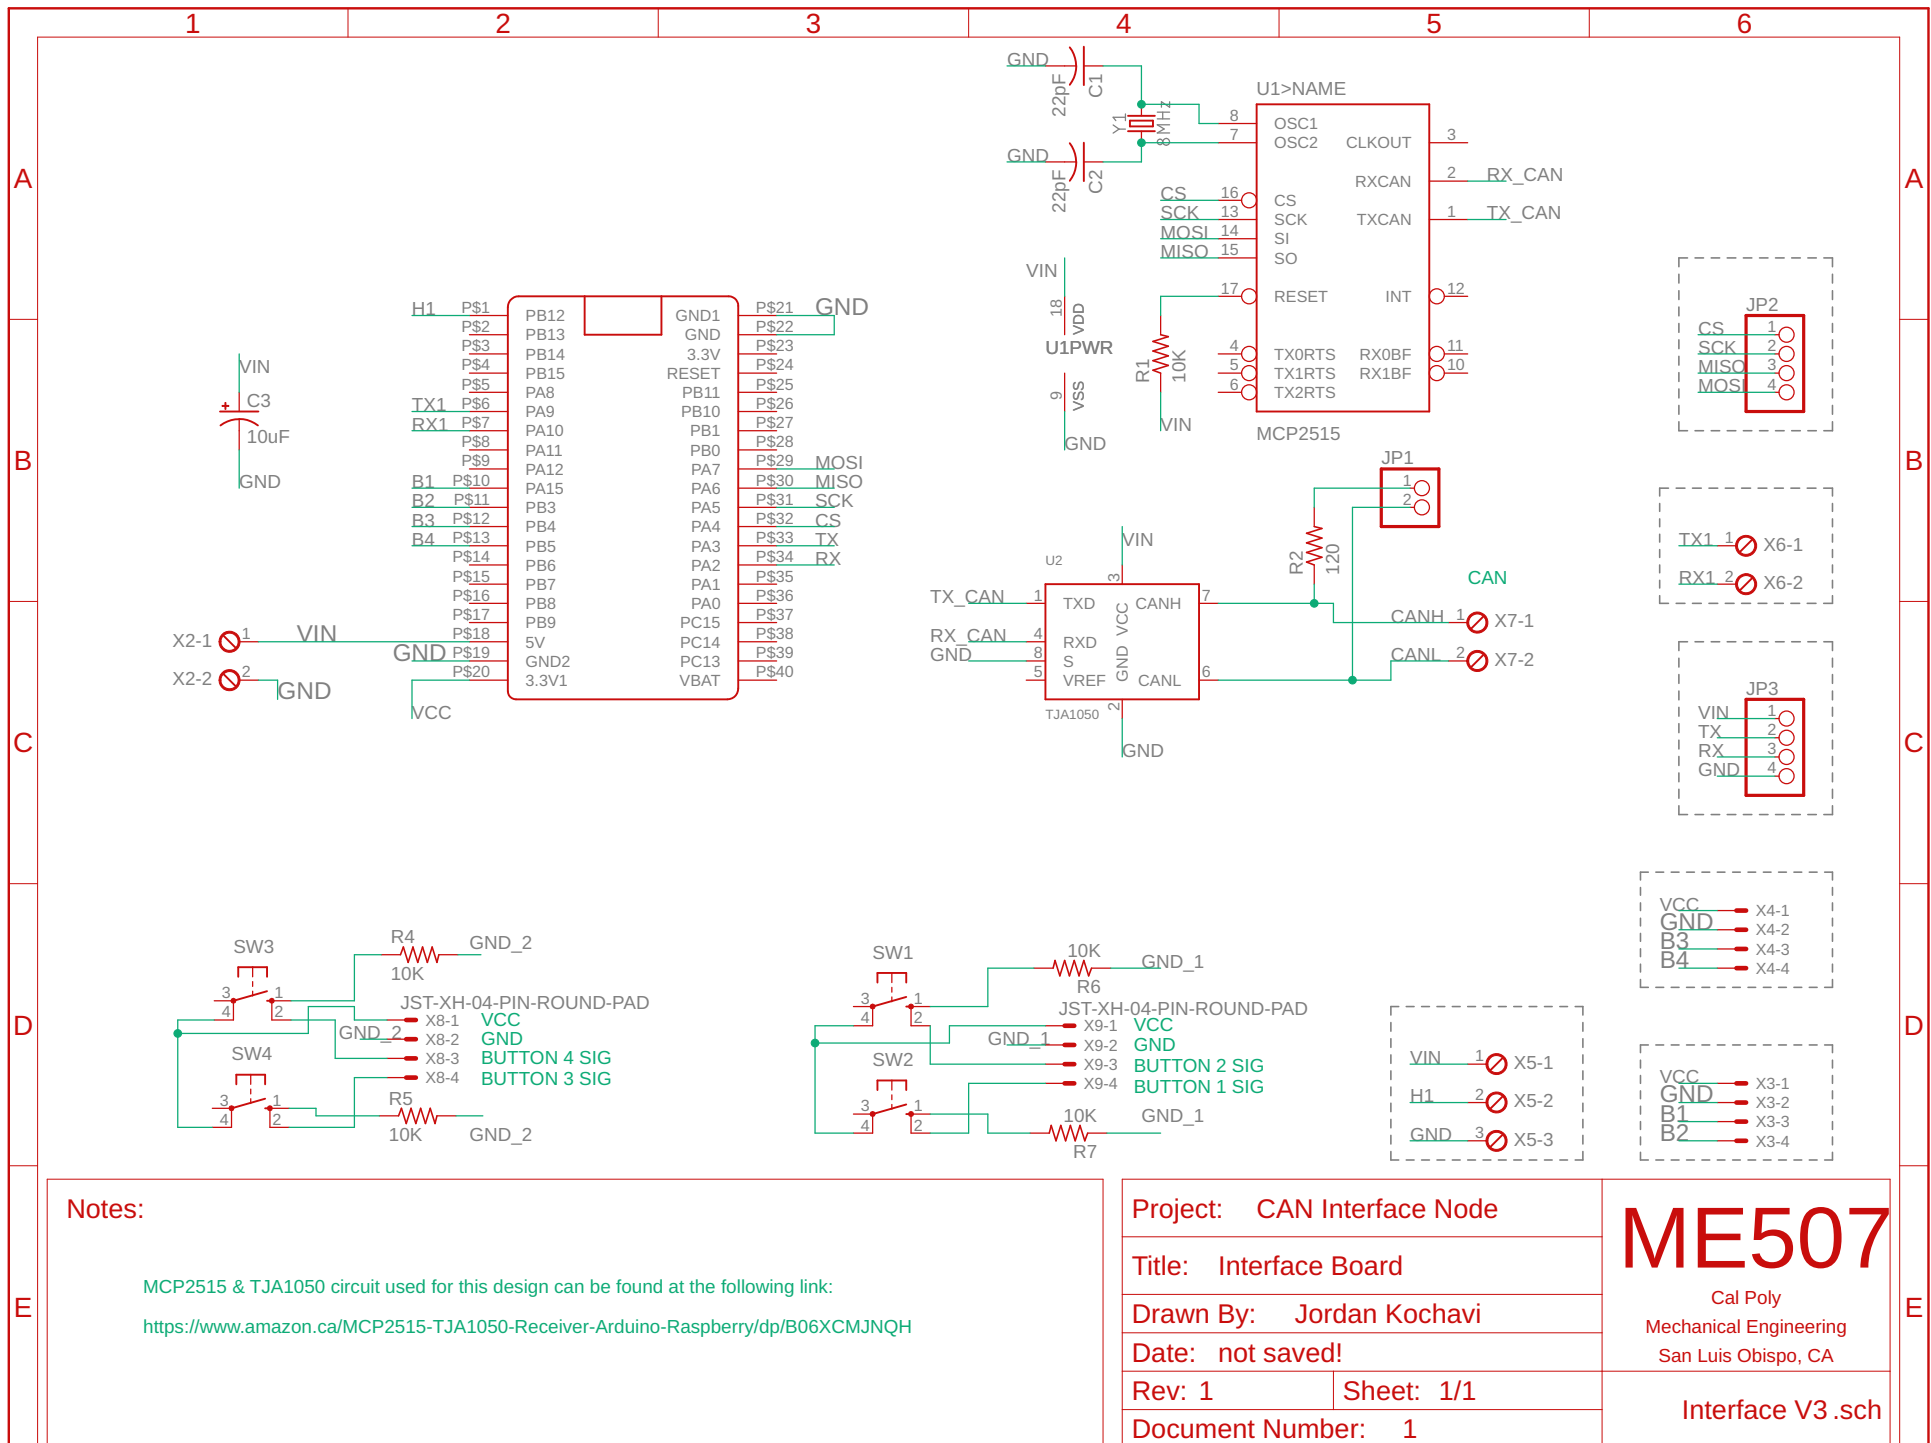 1 2 3 4 5 6
A A
B B
C C
D D
E E
GND
22pF
C1
Y1
8MHz
GND
22pF
C2
U1>NAME
8 OSC1
7 OSC2 CLKOUT 3
RXCAN 2 RX_CAN
CS 16 CS
SCK 13 SCK TXCAN 1 TX_CAN
MOSI 14 SI
MISO 15 SO
17 RESET INT 12
4 TX0RTS RX0BF 11
5 TX1RTS RX1BF 10
6 TX2RTS
MCP2515
VIN
18
VDD
U1PWR
9
VSS
GND
R1
10K
VIN
JP2
CS 1
SCK 2
MISO 3
MOSI 4
VIN
C3
10uF
GND
H1 P$1 PB12 GND1 P$21 GND
P$2 PB13 GND P$22
P$3 PB14 3.3V P$23
P$4 PB15 RESET P$24
P$5 PA8 PB11 P$25
TX1 P$6 PA9 PB10 P$26
RX1 P$7 PA10 PB1 P$27
P$8 PA11 PB0 P$28
P$9 PA12 PA7 P$29 MOSI
B1 P$10 PA15 PA6 P$30 MISO
B2 P$11 PB3 PA5 P$31 SCK
B3 P$12 PB4 PA4 P$32 CS
B4 P$13 PB5 PA3 P$33 TX
P$14 PB6 PA2 P$34 RX
P$15 PB7 PA1 P$35
P$16 PB8 PA0 P$36
P$17 PB9 PC15 P$37
P$18 5V PC14 P$38
P$19 GND2 PC13 P$39
P$20 3.3V1 VBAT P$40
X2-1 1 VIN
X2-2 2 GND
GND
VCC
JP1
1
2
R2
120
VIN
U2
3
TX_CAN 1 TXD CANH 7
RX_CAN 4 RXD
GND 8 S
5 VREF CANL 6
VCC
GND
TJA1050
2
GND
CAN
CANH 1 X7-1
CANL 2 X7-2
TX1 1 X6-1
RX1 2 X6-2
JP3
VIN 1
TX 2
RX 3
GND 4
VCC X4-1
GND X4-2
B3 X4-3
B4 X4-4
SW3
3 1
4 2
R4
10K
GND_2
JST-XH-04-PIN-ROUND-PAD
X8-1 VCC
GND_2 X8-2 GND
X8-3 BUTTON 4 SIG
X8-4 BUTTON 3 SIG
SW4
3 1
4 2
R5
10K
GND_2
SW1
3 1
4 2
10K
R6
GND_1
JST-XH-04-PIN-ROUND-PAD
X9-1 VCC
GND_1 X9-2 GND
X9-3 BUTTON 2 SIG
X9-4 BUTTON 1 SIG
SW2
3 1
4 2
10K
R7
GND_1
VIN 1 X5-1
H1 2 X5-2
GND 3 X5-3
VCC X3-1
GND X3-2
B1 X3-3
B2 X3-4
Notes:
MCP2515 & TJA1050 circuit used for this design can be found at the following link:
https://www.amazon.ca/MCP2515-TJA1050-Receiver-Arduino-Raspberry/dp/B06XCMJNQH
Project: CAN Interface Node
Title: Interface Board
Drawn By: Jordan Kochavi
Date: not saved!
Rev: 1 Sheet: 1/1
Document Number: 1
ME507
Cal Poly
Mechanical Engineering
San Luis Obispo, CA
Interface V3.sch